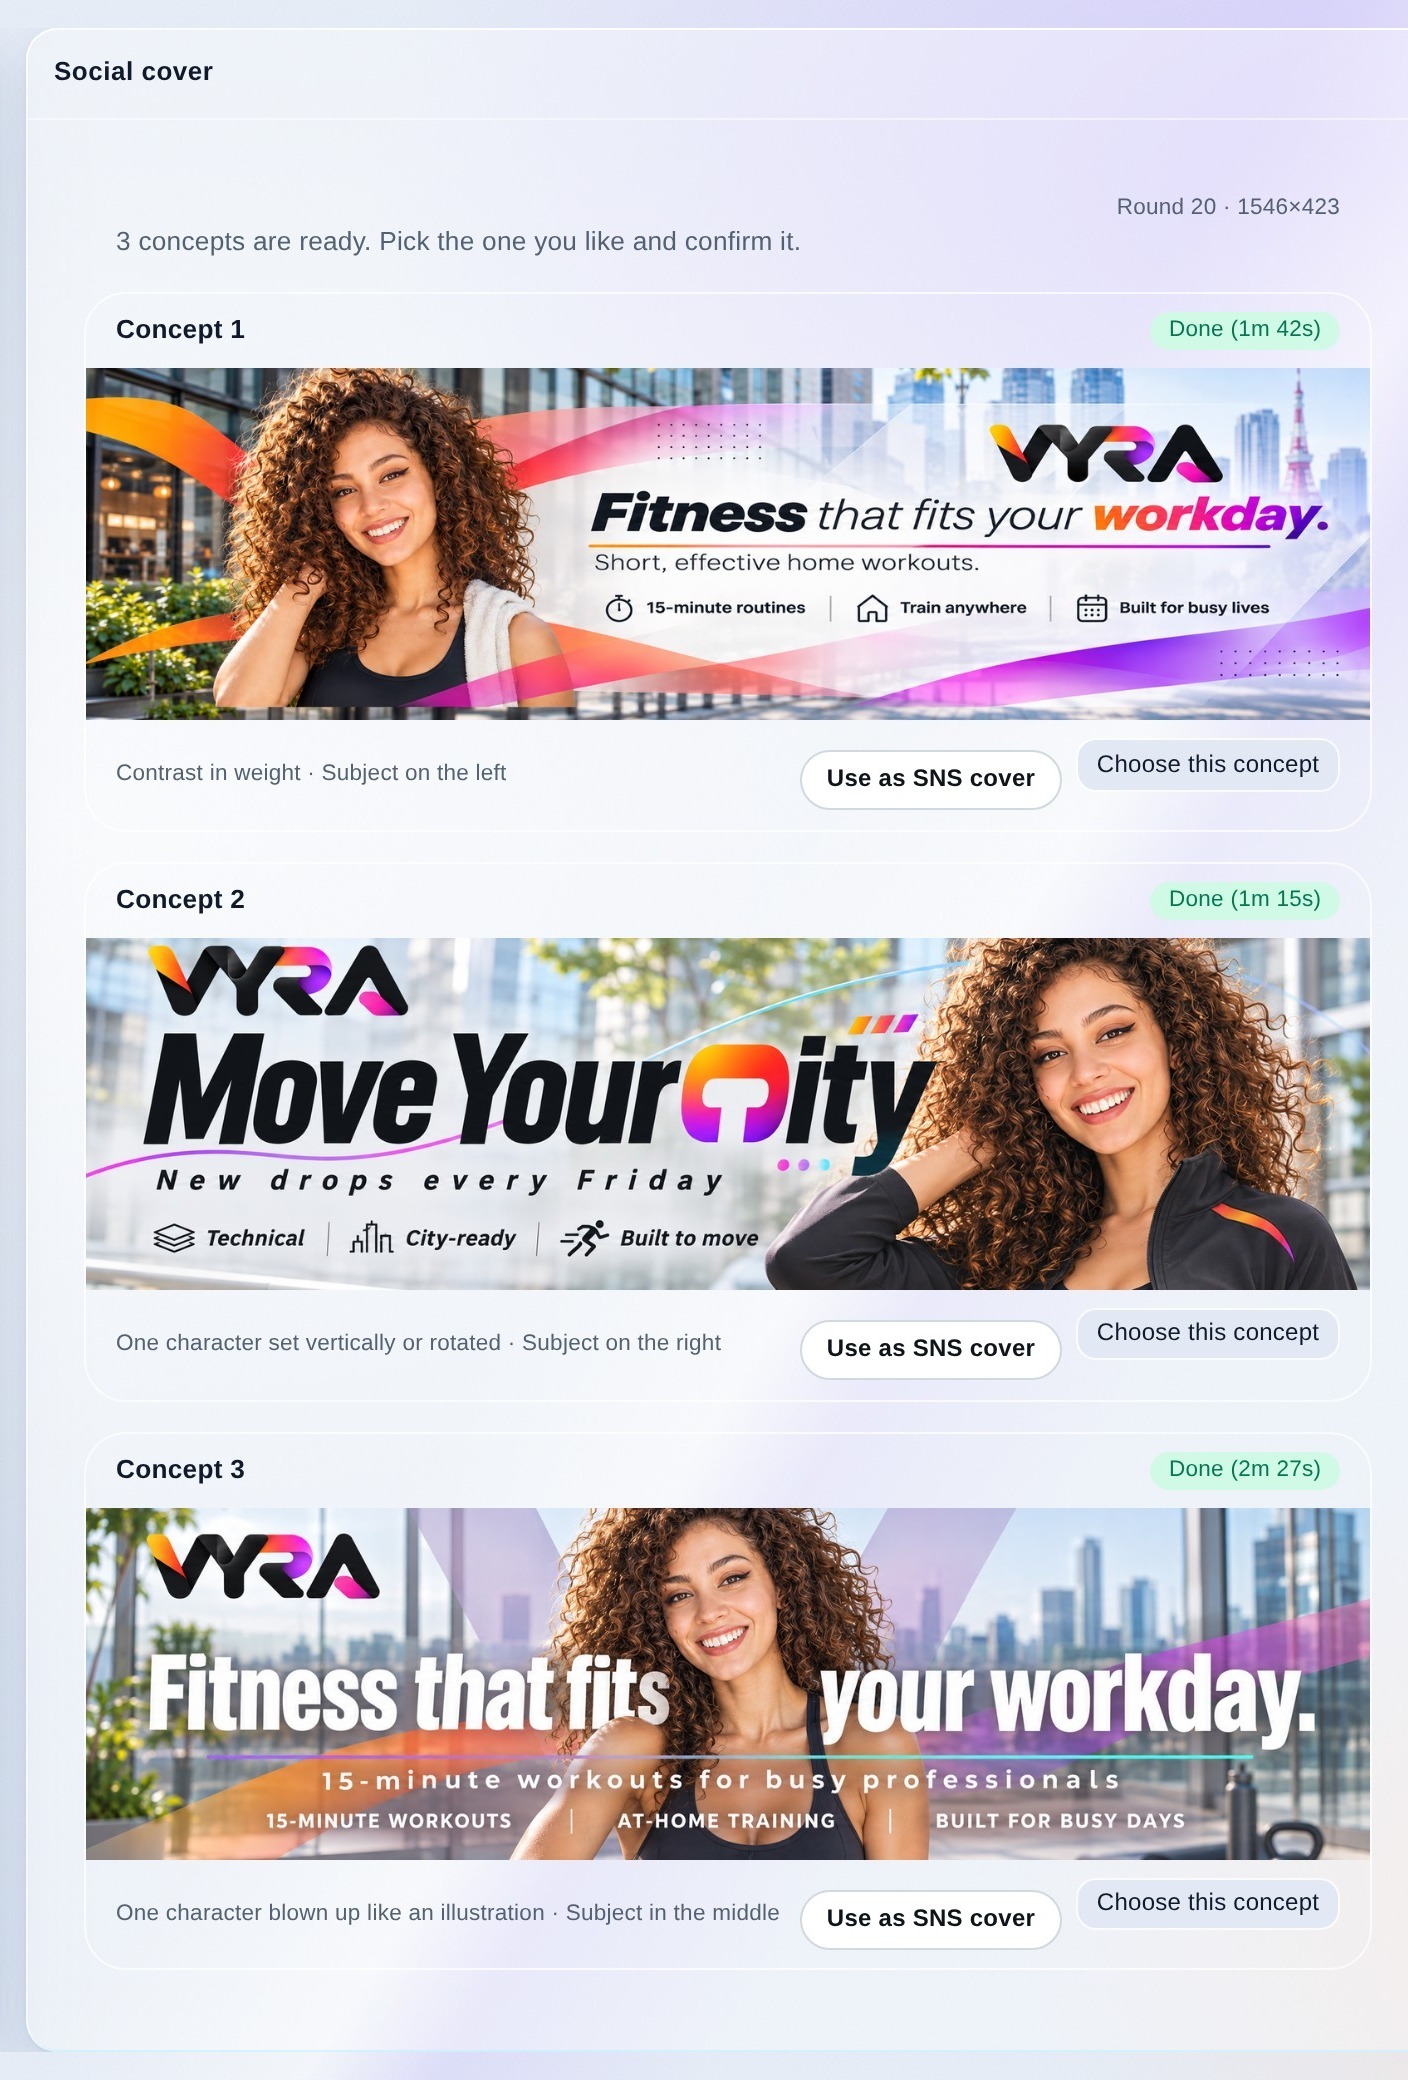 Social cover
Round 20 · 1546×423
3 concepts are ready. Pick the one you like and confirm it.
Concept 1
Done (1m 42s)
VYRA
Fitness that fits your workday.
Short, effective home workouts.
15-minute routines
Train anywhere
Built for busy lives
Contrast in weight · Subject on the left
Use as SNS cover
Choose this concept
Concept 2
Done (1m 15s)
VYRA
Move Your City
New drops every Friday
Technical
City-ready
Built to move
One character set vertically or rotated · Subject on the right
Use as SNS cover
Choose this concept
Concept 3
Done (2m 27s)
VYRA
Fitness that fits your workday.
15-minute workouts for busy professionals
15-MINUTE WORKOUTS
AT-HOME TRAINING
BUILT FOR BUSY DAYS
One character blown up like an illustration · Subject in the middle
Use as SNS cover
Choose this concept